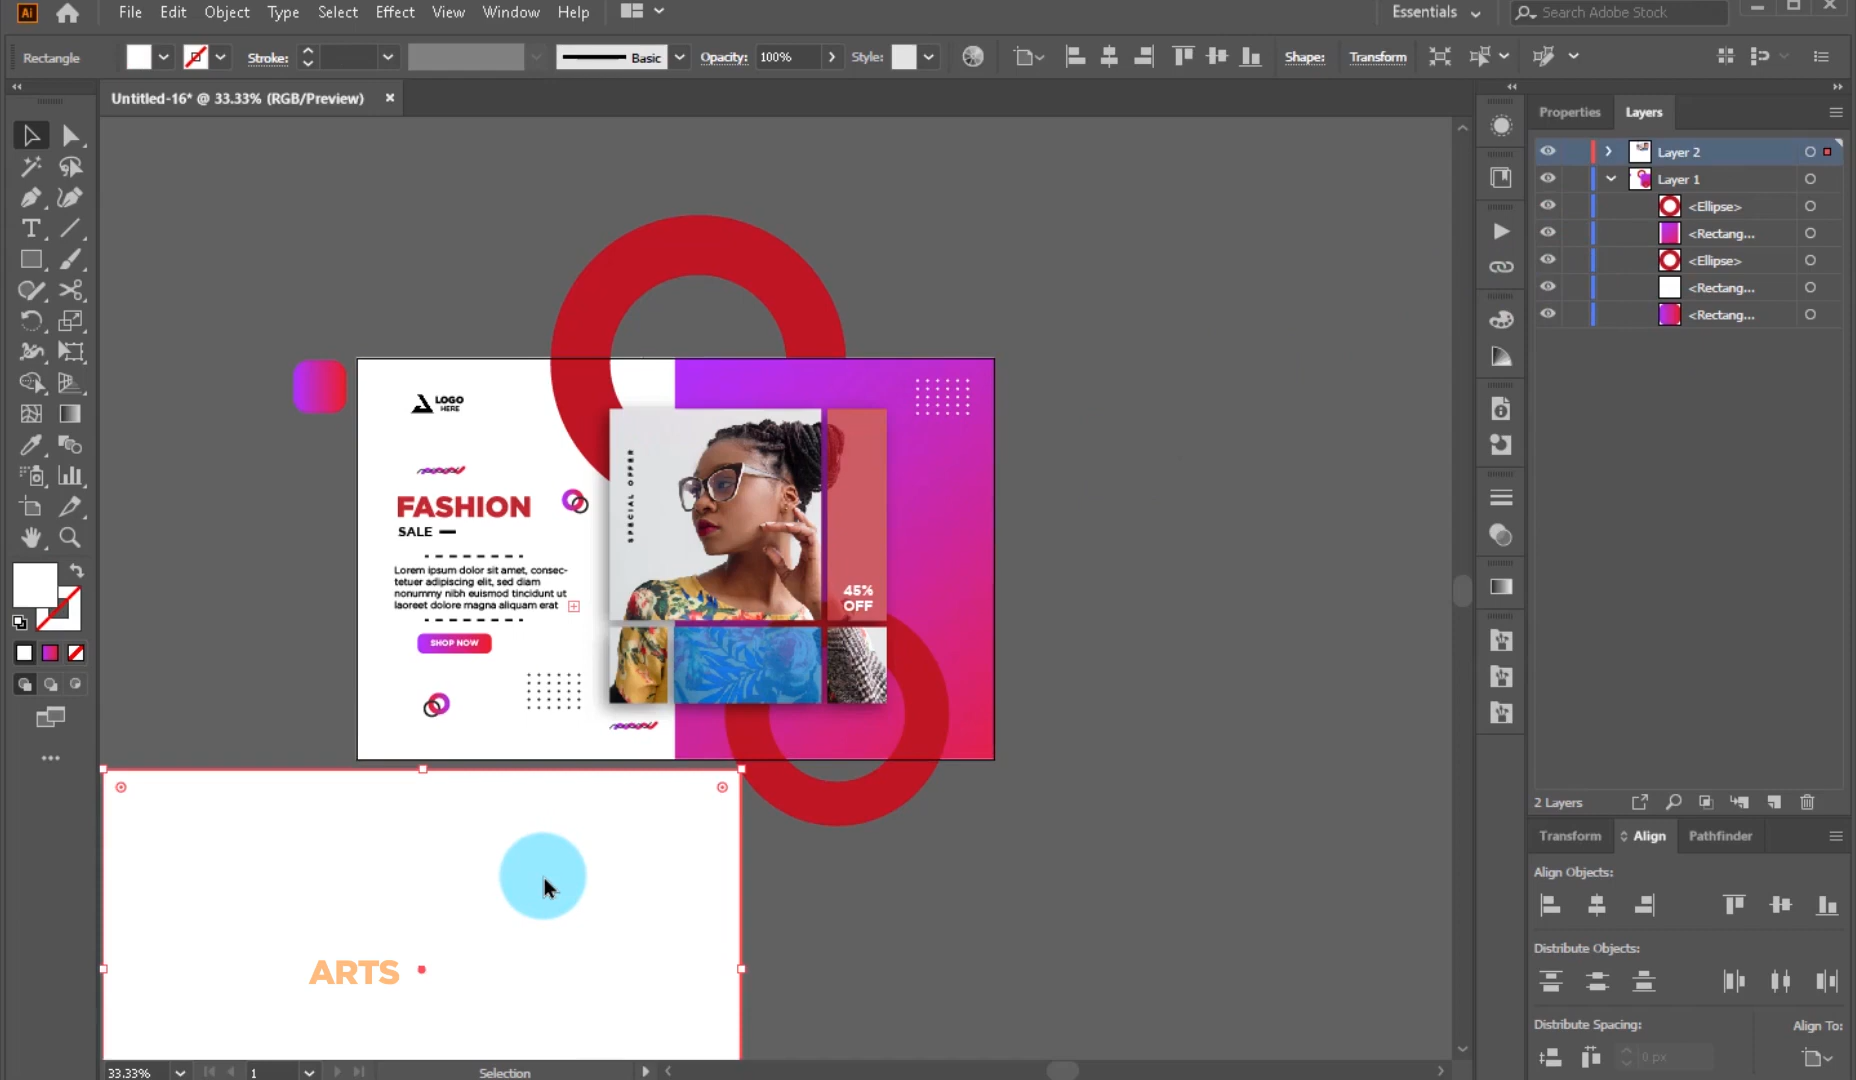 Ai File Edit Object Type Select Effect View Window Help Essentials Search Adobe Stock
Rectangle Stroke: Basic Opacity: 100% Style: Shape: Transform
Untitled-16* @ 33.33% (RGB/Preview) ×
Properties Layers
Layer 2
Layer 1
<Ellipse>
<Rectang...
<Ellipse>
<Rectang...
<Rectang...
LOGO
HERE
SPECIAL OFFER
FASHION
SALE
Lorem ipsum dolor sit amet, consec-
tetuer adipiscing elit, sed diam
nonummy nibh euismod tincidunt ut
laoreet dolore magna aliquam erat
45%
OFF
SHOP NOW
ARTS
2 Layers
Transform Align Pathfinder
Align Objects:
Distribute Objects:
Distribute Spacing: Align To:
0 px
33.33% 1 Selection